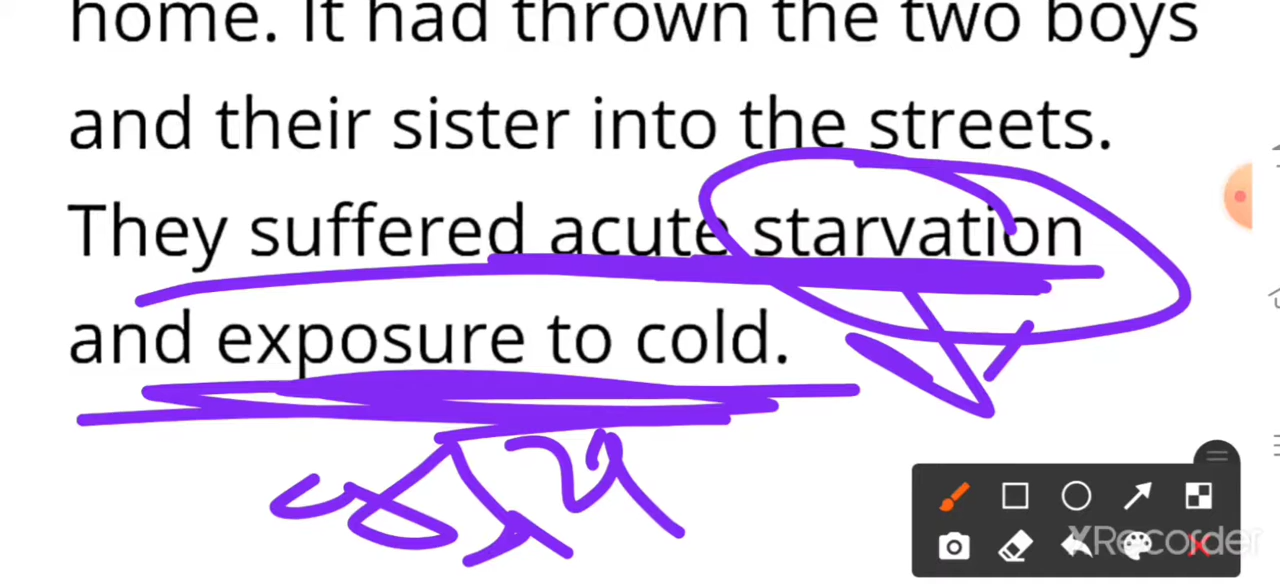 home. It had thrown the two boys
and their sister into the streets.
They suffered acute starvation
and exposure to cold.
XRecorder